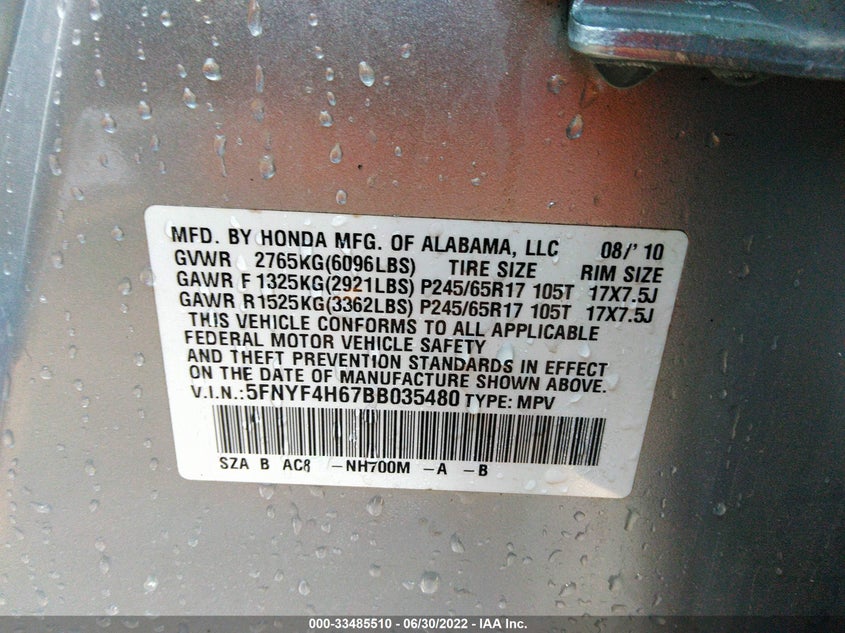 MFD. BY HONDA MFG. OF ALABAMA, LLC 08/' 10
GVWR 2765KG(6096LBS) TIRE SIZE RIM SIZE
GAWR F 1325KG(2921LBS) P245/65R17 105T 17X7.5J
GAWR R 1525KG(3362LBS) P245/65R17 105T 17X7.5J
THIS VEHICLE CONFORMS TO ALL APPLICABLE
FEDERAL MOTOR VEHICLE SAFETY
AND THEFT PREVENTION STANDARDS IN EFFECT
ON THE DATE OF MANUFACTURE SHOWN ABOVE.
V.I.N.:5FNYF4H67BB035480 TYPE: MPV
SZA B AC8 -NH700M -A -B
000-33485510 - 06/30/2022 - IAA Inc.